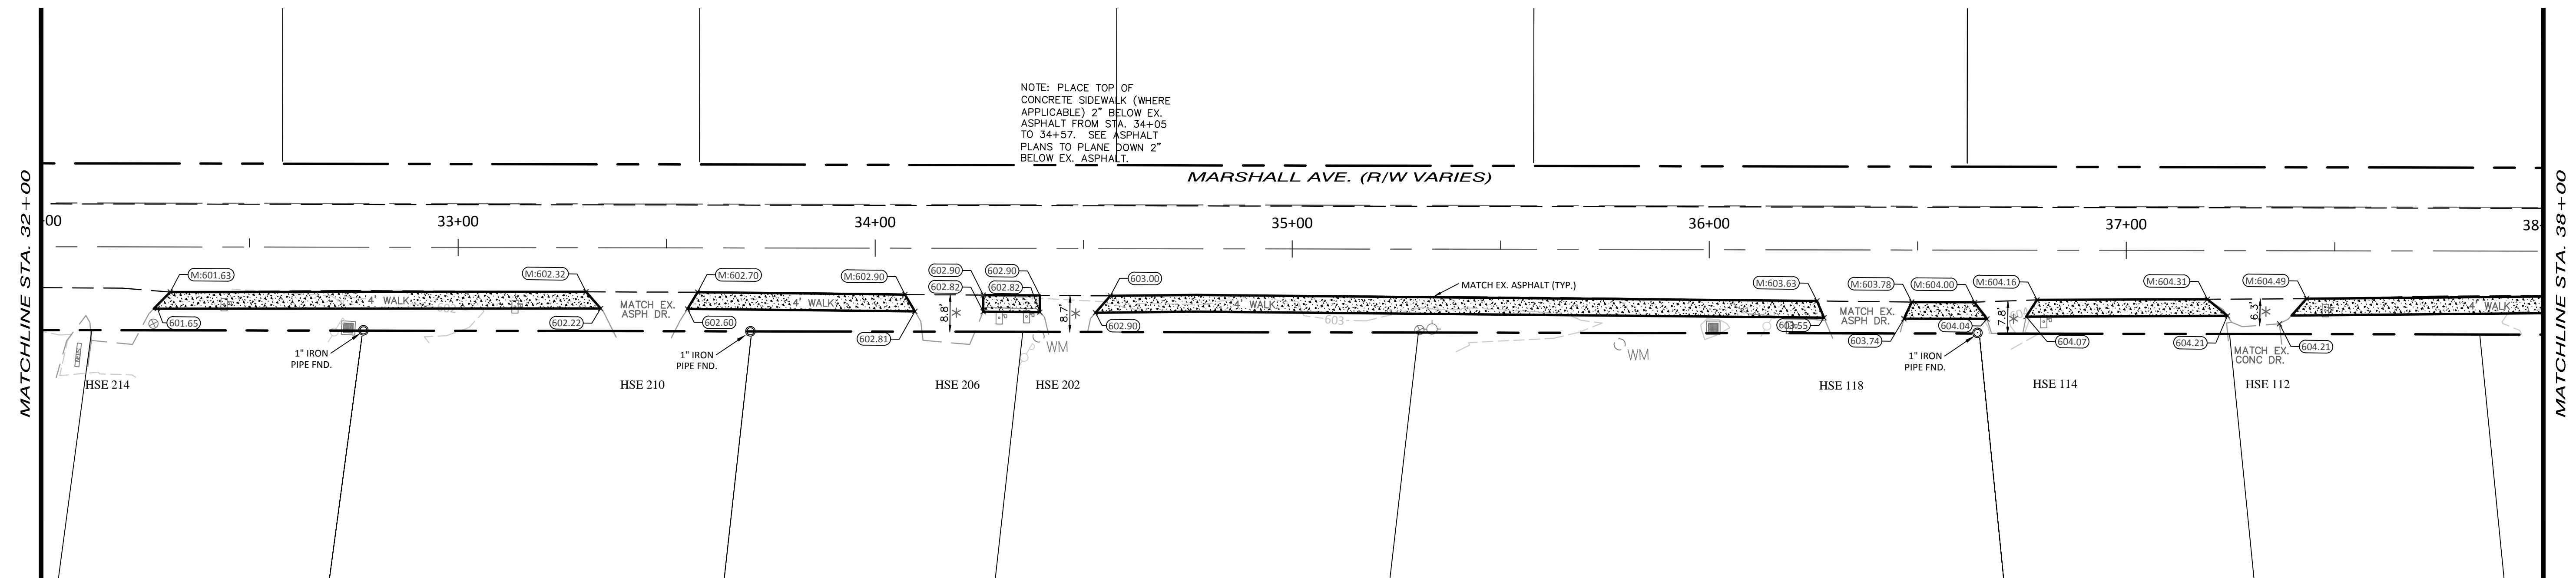 NOTE: PLACE TOP OF
CONCRETE SIDEWALK (WHERE
APPLICABLE) 2" BELOW EX.
ASPHALT FROM STA. 34+05
TO 34+57. SEE ASPHALT
PLANS TO PLANE DOWN 2"
BELOW EX. ASPHALT.
MARSHALL AVE. (R/W VARIES)
MATCHLINE STA. 32+00
MATCHLINE STA. 38+00
+00
33+00
34+00
35+00
36+00
37+00
38
M:601.63
M:602.32
M:602.70
M:602.90
602.90
602.90
602.82
602.82
603.00
MATCH EX. ASPHALT (TYP.)
M:603.63
M:603.78
M:604.00
M:604.16
M:604.31
M:604.49
4' WALK
MATCH EX.
ASPH DR.
4' WALK
8.8'
8.7'
4' WALK
MATCH EX.
ASPH DR.
7.8'
6.3'
4' WALK
601.65
602.22
602.60
602.81
602.90
603
603.55
603.74
604.04
604.07
604.21
604.21
MATCH EX.
CONC DR.
1" IRON
PIPE FND.
1" IRON
PIPE FND.
WM
WM
1" IRON
PIPE FND.
HSE 214
HSE 210
HSE 206
HSE 202
HSE 118
HSE 114
HSE 112